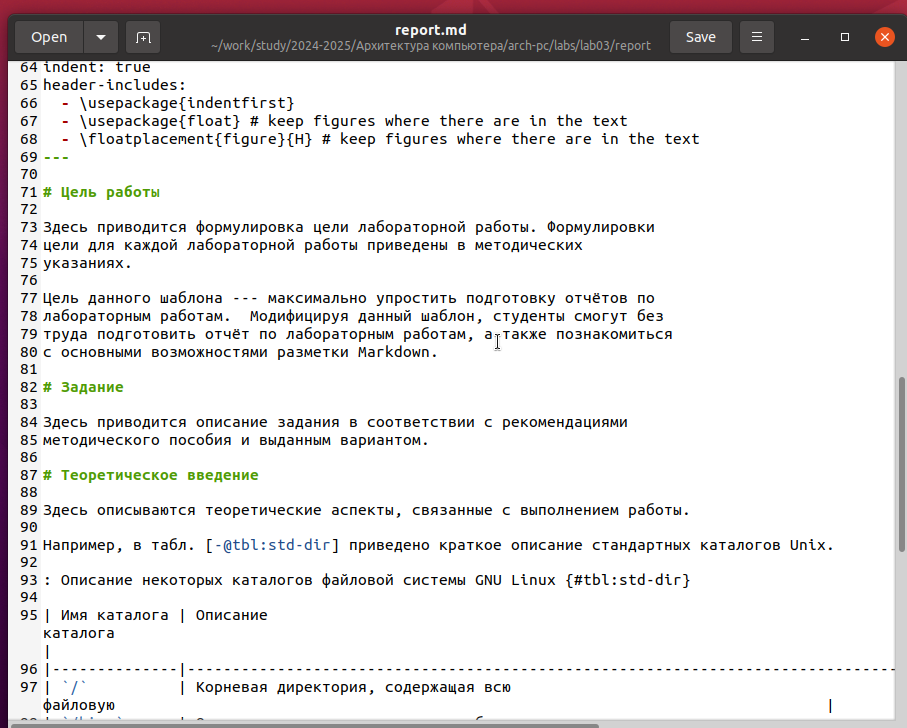 Open
report.md
~/work/study/2024-2025/Архитектура компьютера/arch-pc/labs/lab03/report
Save
64 indent: true
65 header-includes:
66   - \usepackage{indentfirst}
67   - \usepackage{float} # keep figures where there are in the text
68   - \floatplacement{figure}{H} # keep figures where there are in the text
69 ---
70
71 # Цель работы
72
73 Здесь приводится формулировка цели лабораторной работы. Формулировки
74 цели для каждой лабораторной работы приведены в методических
75 указаниях.
76
77 Цель данного шаблона --- максимально упростить подготовку отчётов по
78 лабораторным работам.  Модифицируя данный шаблон, студенты смогут без
79 труда подготовить отчёт по лабораторным работам, а также познакомиться
80 с основными возможностями разметки Markdown.
81
82 # Задание
83
84 Здесь приводится описание задания в соответствии с рекомендациями
85 методического пособия и выданным вариантом.
86
87 # Теоретическое введение
88
89 Здесь описываются теоретические аспекты, связанные с выполнением работы.
90
91 Например, в табл. [-@tbl:std-dir] приведено краткое описание стандартных каталогов Unix.
92
93 : Описание некоторых каталогов файловой системы GNU Linux {#tbl:std-dir}
94
95 | Имя каталога | Описание
каталога
|
96 |--------------|-------------------------------------------------------------------------------
97 | `/`          | Корневая директория, содержащая всю
файловую |